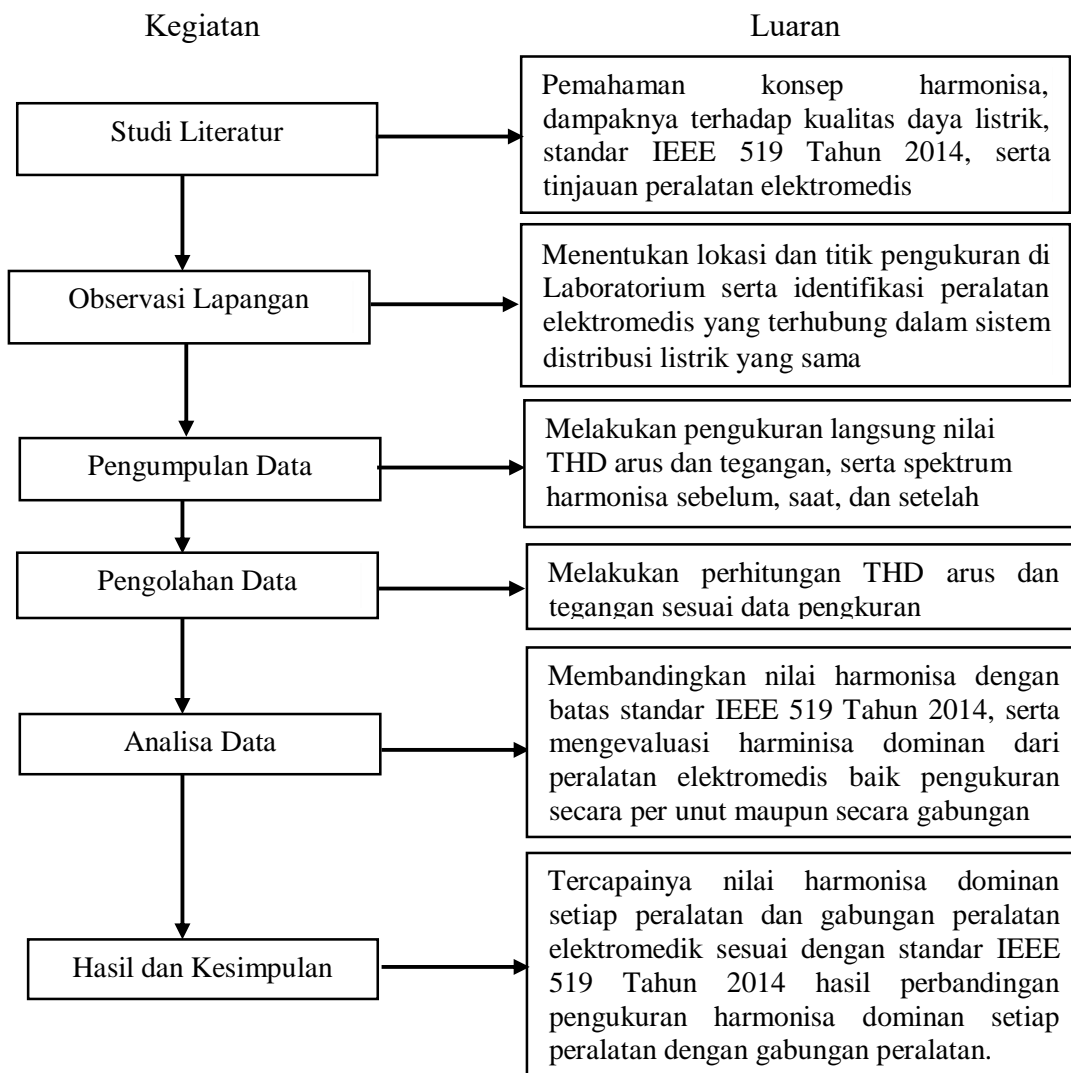 Kegiatan
Luaran
Studi Literatur
Pemahaman konsep harmonisa,
dampaknya terhadap kualitas daya listrik,
standar IEEE 519 Tahun 2014, serta
tinjauan peralatan elektromedis
Observasi Lapangan
Menentukan lokasi dan titik pengukuran di
Laboratorium serta identifikasi peralatan
elektromedis yang terhubung dalam sistem
distribusi listrik yang sama
Pengumpulan Data
Melakukan pengukuran langsung nilai
THD arus dan tegangan, serta spektrum
harmonisa sebelum, saat, dan setelah
Pengolahan Data
Melakukan perhitungan THD arus dan
tegangan sesuai data pengkuran
Analisa Data
Membandingkan nilai harmonisa dengan
batas standar IEEE 519 Tahun 2014, serta
mengevaluasi harminisa dominan dari
peralatan elektromedis baik pengukuran
secara per unut maupun secara gabungan
Hasil dan Kesimpulan
Tercapainya nilai harmonisa dominan
setiap peralatan dan gabungan peralatan
elektromedik sesuai dengan standar IEEE
519 Tahun 2014 hasil perbandingan
pengukuran harmonisa dominan setiap
peralatan dengan gabungan peralatan.